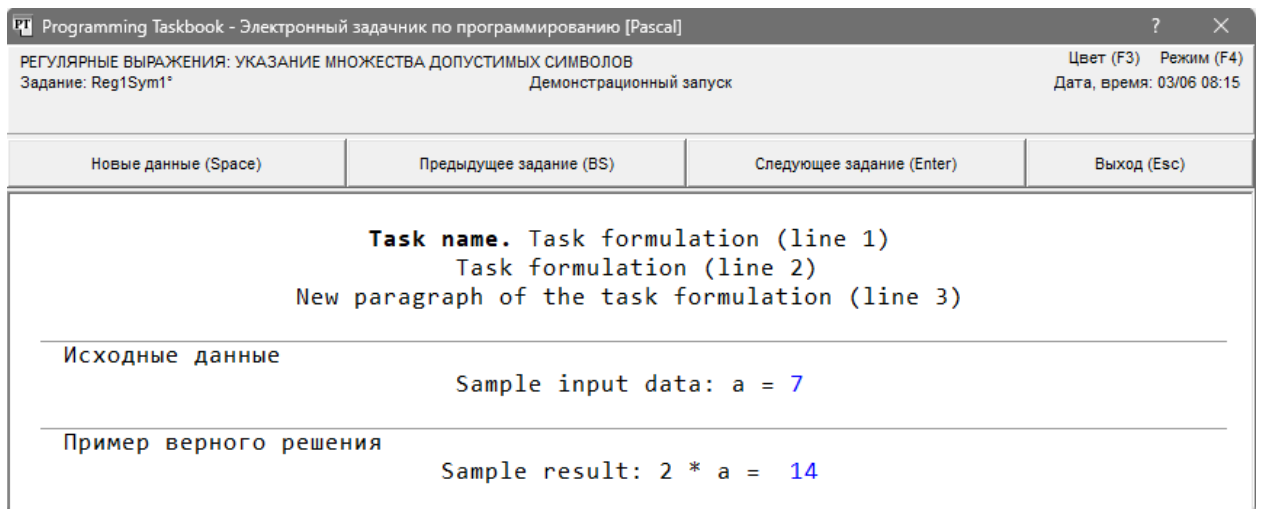 Programming Taskbook - Электронный задачник по программированию [Pascal] ?
РЕГУЛЯРНЫЕ ВЫРАЖЕНИЯ: УКАЗАНИЕ МНОЖЕСТВА ДОПУСТИМЫХ СИМВОЛОВ Цвет (F3) Режим (F4)
Задание: Reg1Sym1° Демонстрационный запуск Дата, время: 03/06 08:15
Новые данные (Space) Предыдущее задание (BS) Следующее задание (Enter) Выход (Esc)
Task name. Task formulation (line 1)
Task formulation (line 2)
New paragraph of the task formulation (line 3)
Исходные данные
Sample input data: a = 7
Пример верного решения
Sample result: 2 * a = 14